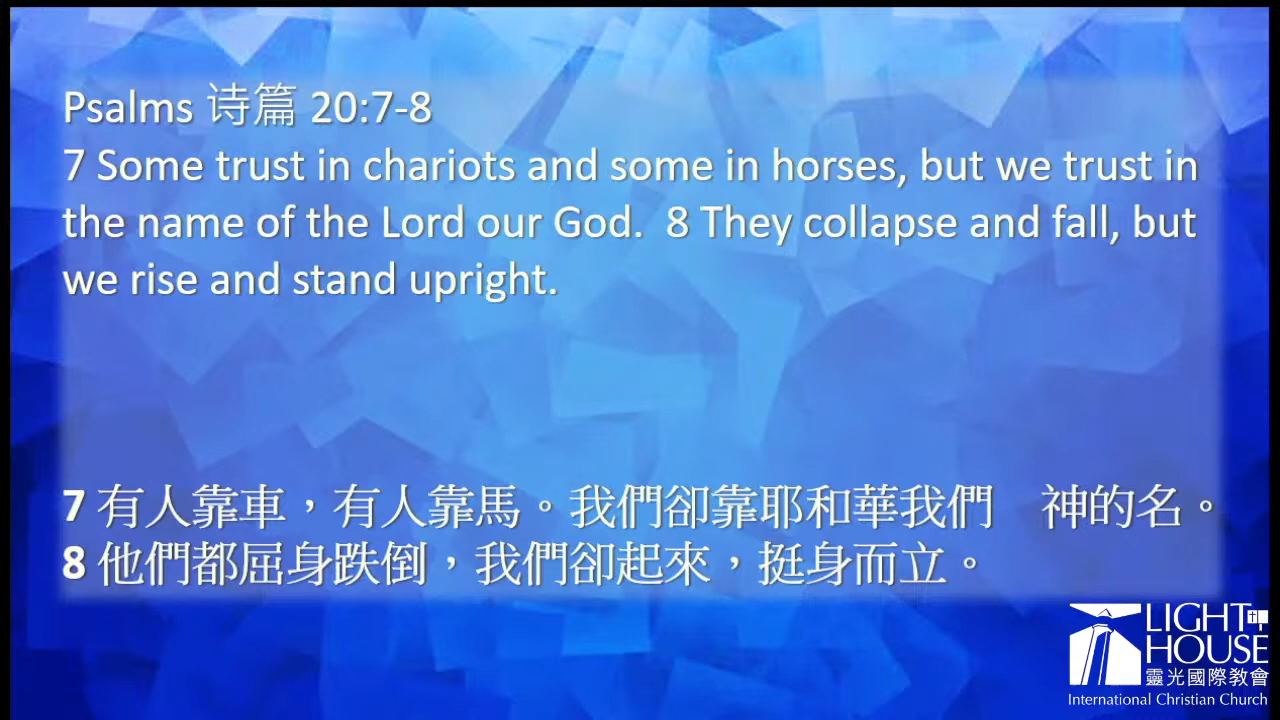 Psalms 诗篇 20:7-8
7 Some trust in chariots and some in horses, but we trust in
the name of the Lord our God.  8 They collapse and fall, but
we rise and stand upright.
7 有人靠車，有人靠馬。我們卻靠耶和華我們　神的名。
8 他們都屈身跌倒，我們卻起來，挺身而立。
LIGHT
HOUSE
靈光國際教會
International Christian Church